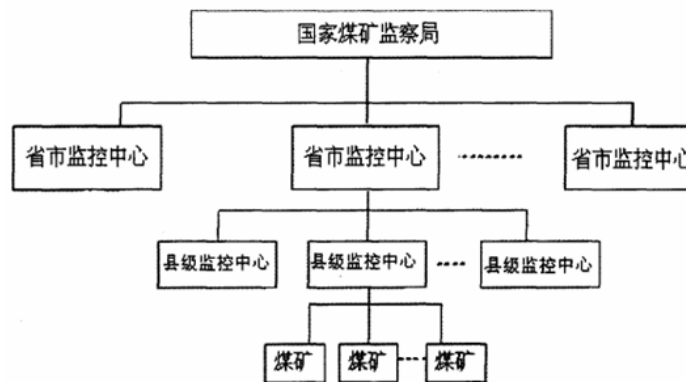 国家煤矿监察局
省市监控中心 省市监控中心 省市监控中心
县级监控中心 县级监控中心 县级监控中心
煤矿 煤矿 煤矿